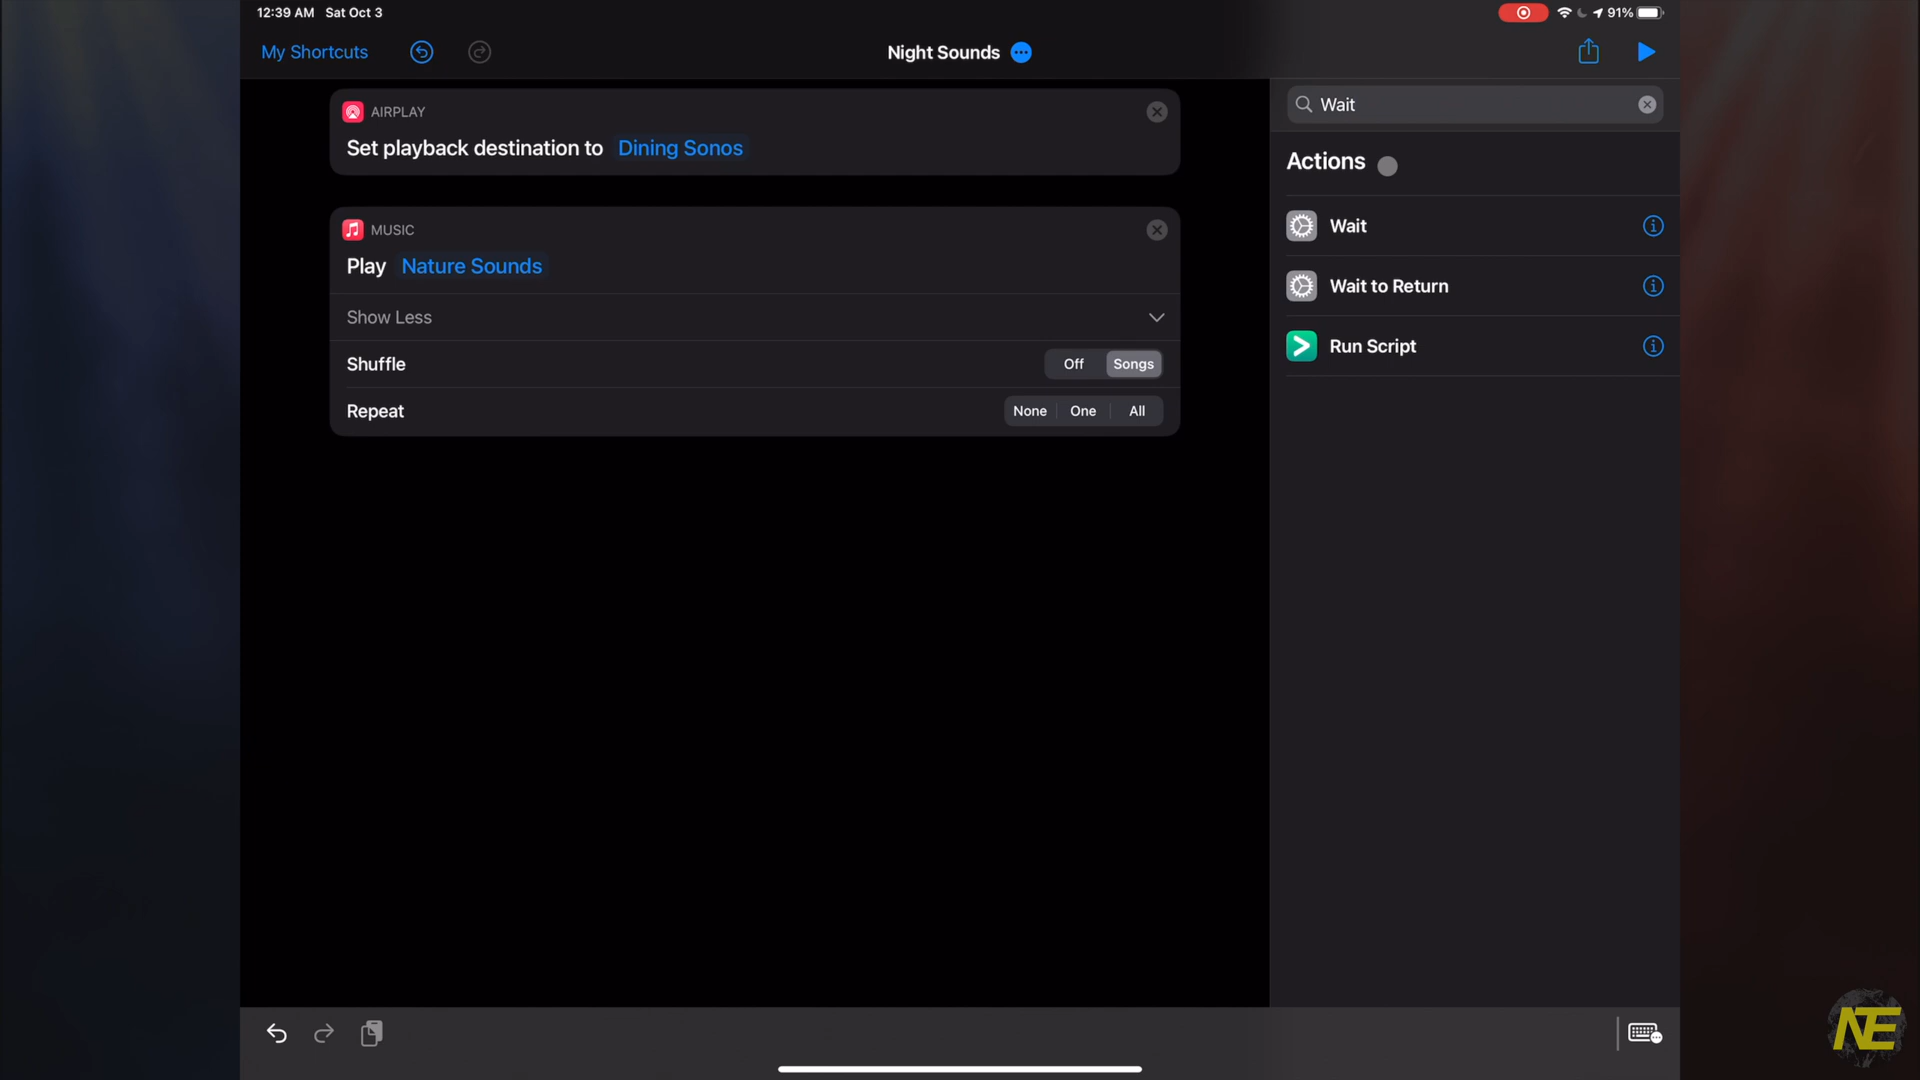 12:39 AM Sat Oct 3
91%
My Shortcuts
Night Sounds
AIRPLAY
Set playback destination to Dining Sonos
MUSIC
Play Nature Sounds
Show Less
Shuffle
Off Songs
Repeat
None One All
Wait
Actions
Wait
Wait to Return
Run Script
NE